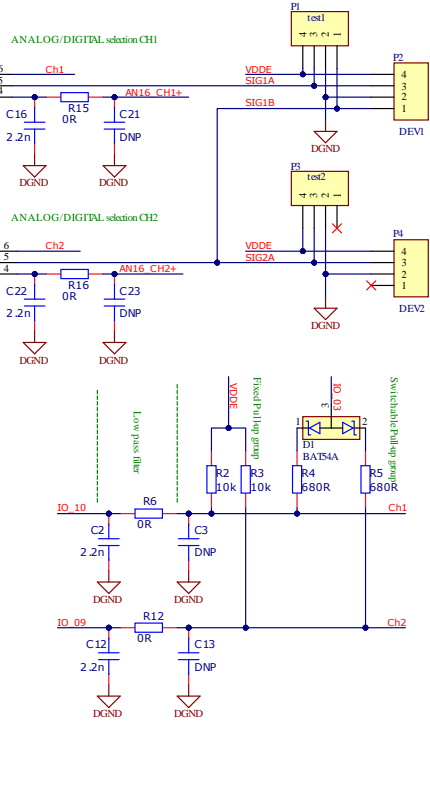 P1
test1
4 3 2 1
ANALOG/DIGITAL selection CH1
P2
Ch1
VDDE
4
SIG1A
3
4
AN16_CH1+
2
R15
0R
SIG1B
1
C16
C21
2.2n
DNP
DEV1
DGND
DGND
DGND
P3
test2
4 3 2 1
ANALOG/DIGITAL selection CH2
P4
6
Ch2
VDDE
4
5
SIG2A
3
4
AN16_CH2+
2
R16
0R
1
C22
C23
2.2n
DNP
DEV2
DGND
DGND
DGND
Low pass filter
VDDE
Fixed Pull-up group
IO_03
Switchable Pull-up group
3
1
2
D1
BAT54A
R2
10k
R3
10k
R4
680R
R5
680R
IO_10
R6
0R
Ch1
C2
2.2n
C3
DNP
DGND
DGND
IO_09
R12
0R
Ch2
C12
2.2n
C13
DNP
DGND
DGND